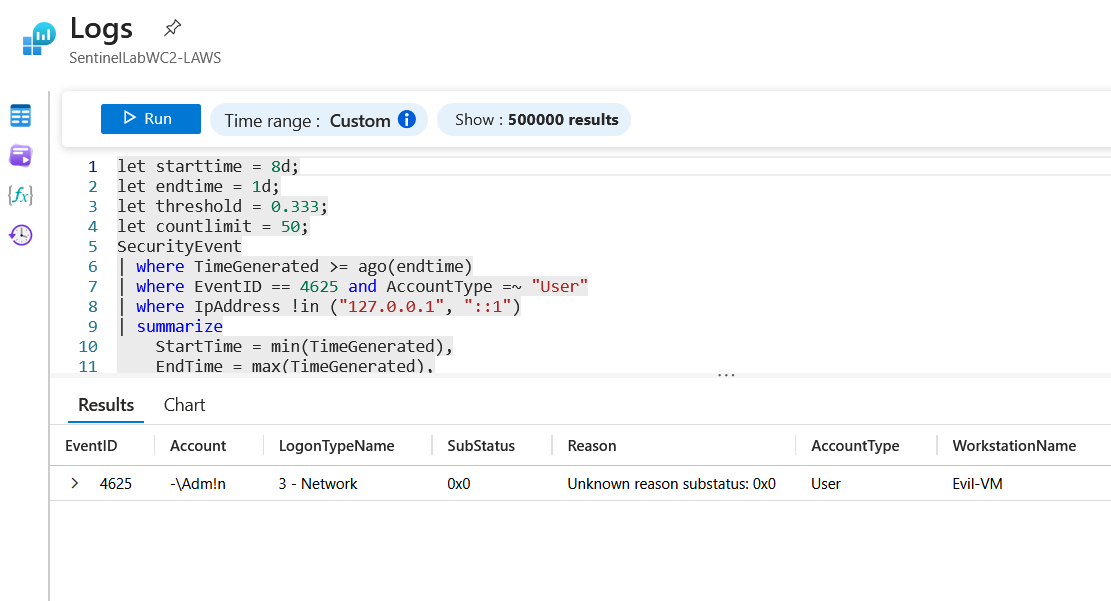 Logs
SentinelLabWC2-LAWS
Run
Time range : Custom
Show : 500000 results
1 let starttime = 8d;
2 let endtime = 1d;
3 let threshold = 0.333;
4 let countlimit = 50;
5 SecurityEvent
6 | where TimeGenerated >= ago(endtime)
7 | where EventID == 4625 and AccountType =~ "User"
8 | where IpAddress !in ("127.0.0.1", "::1")
9 | summarize
10 StartTime = min(TimeGenerated),
11 EndTime = max(TimeGenerated),
...
Results Chart
EventID Account LogonTypeName SubStatus Reason AccountType WorkstationName
4625 -\Adm!n 3 - Network 0x0 Unknown reason substatus: 0x0 User Evil-VM